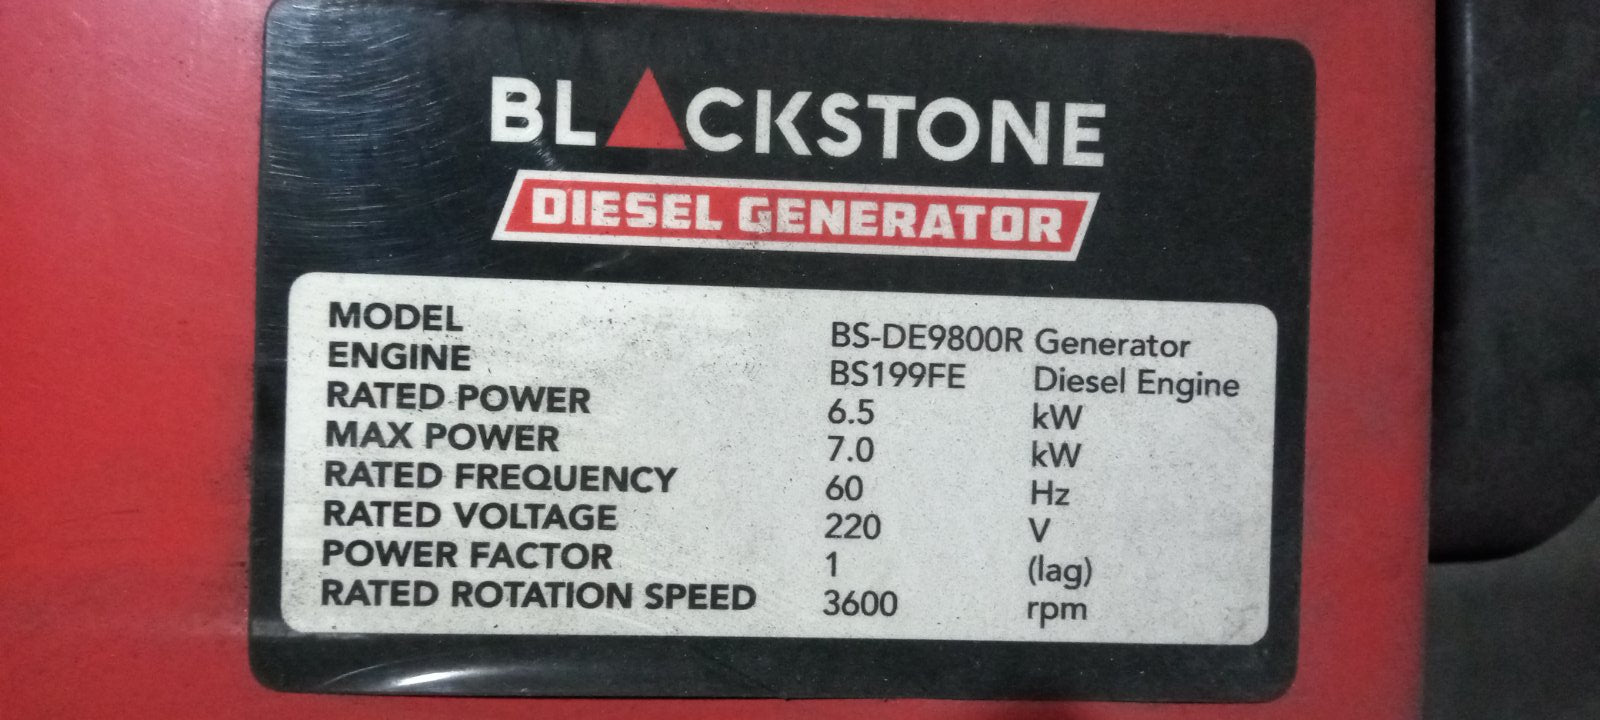 BLACKSTONE
DIESEL GENERATOR
MODEL BS-DE9800R Generator
ENGINE BS199FE Diesel Engine
RATED POWER 6.5 kW
MAX POWER 7.0 kW
RATED FREQUENCY 60 Hz
RATED VOLTAGE 220 V
POWER FACTOR 1 (lag)
RATED ROTATION SPEED 3600 rpm